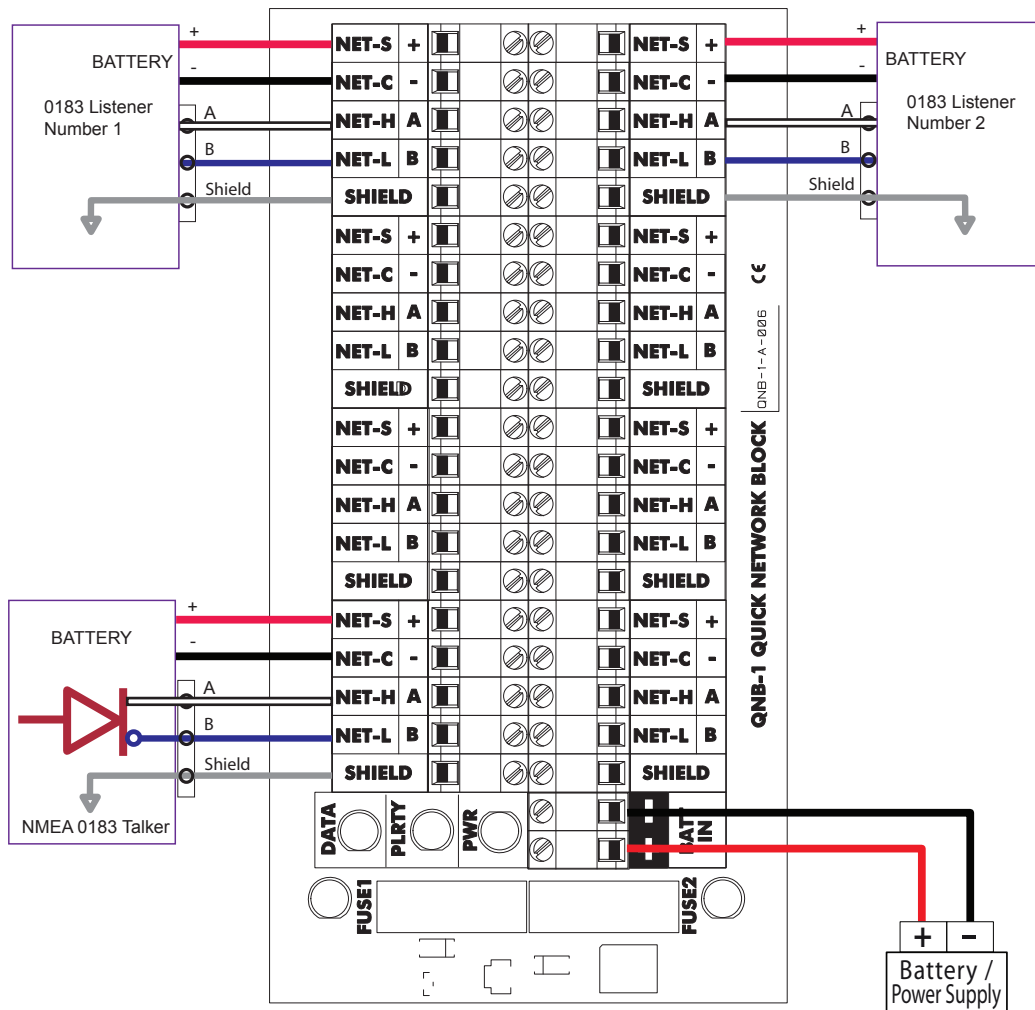 +
BATTERY
-
0183 Listener
Number 1
A
B
Shield
NET-S + NET-S +
NET-C - NET-C -
NET-H A NET-H A
NET-L B NET-L B
SHIELD SHIELD
NET-S + NET-S +
NET-C - NET-C -
NET-H A NET-H A
NET-L B NET-L B
SHIELD SHIELD
NET-S + NET-S +
NET-C - NET-C -
NET-H A NET-H A
NET-L B NET-L B
SHIELD SHIELD
NET-S + NET-S +
NET-C - NET-C -
NET-H A NET-H A
NET-L B NET-L B
SHIELD SHIELD
+
BATTERY
-
0183 Listener
Number 2
A
B
Shield
CE
QNB-1-A-006
QNB-1 QUICK NETWORK BLOCK
+
BATTERY
-
A
B
Shield
NMEA 0183 Talker
DATA
PLRTY
PWR
BATT
IN
FUSE1
FUSE2
+ -
Battery /
Power Supply